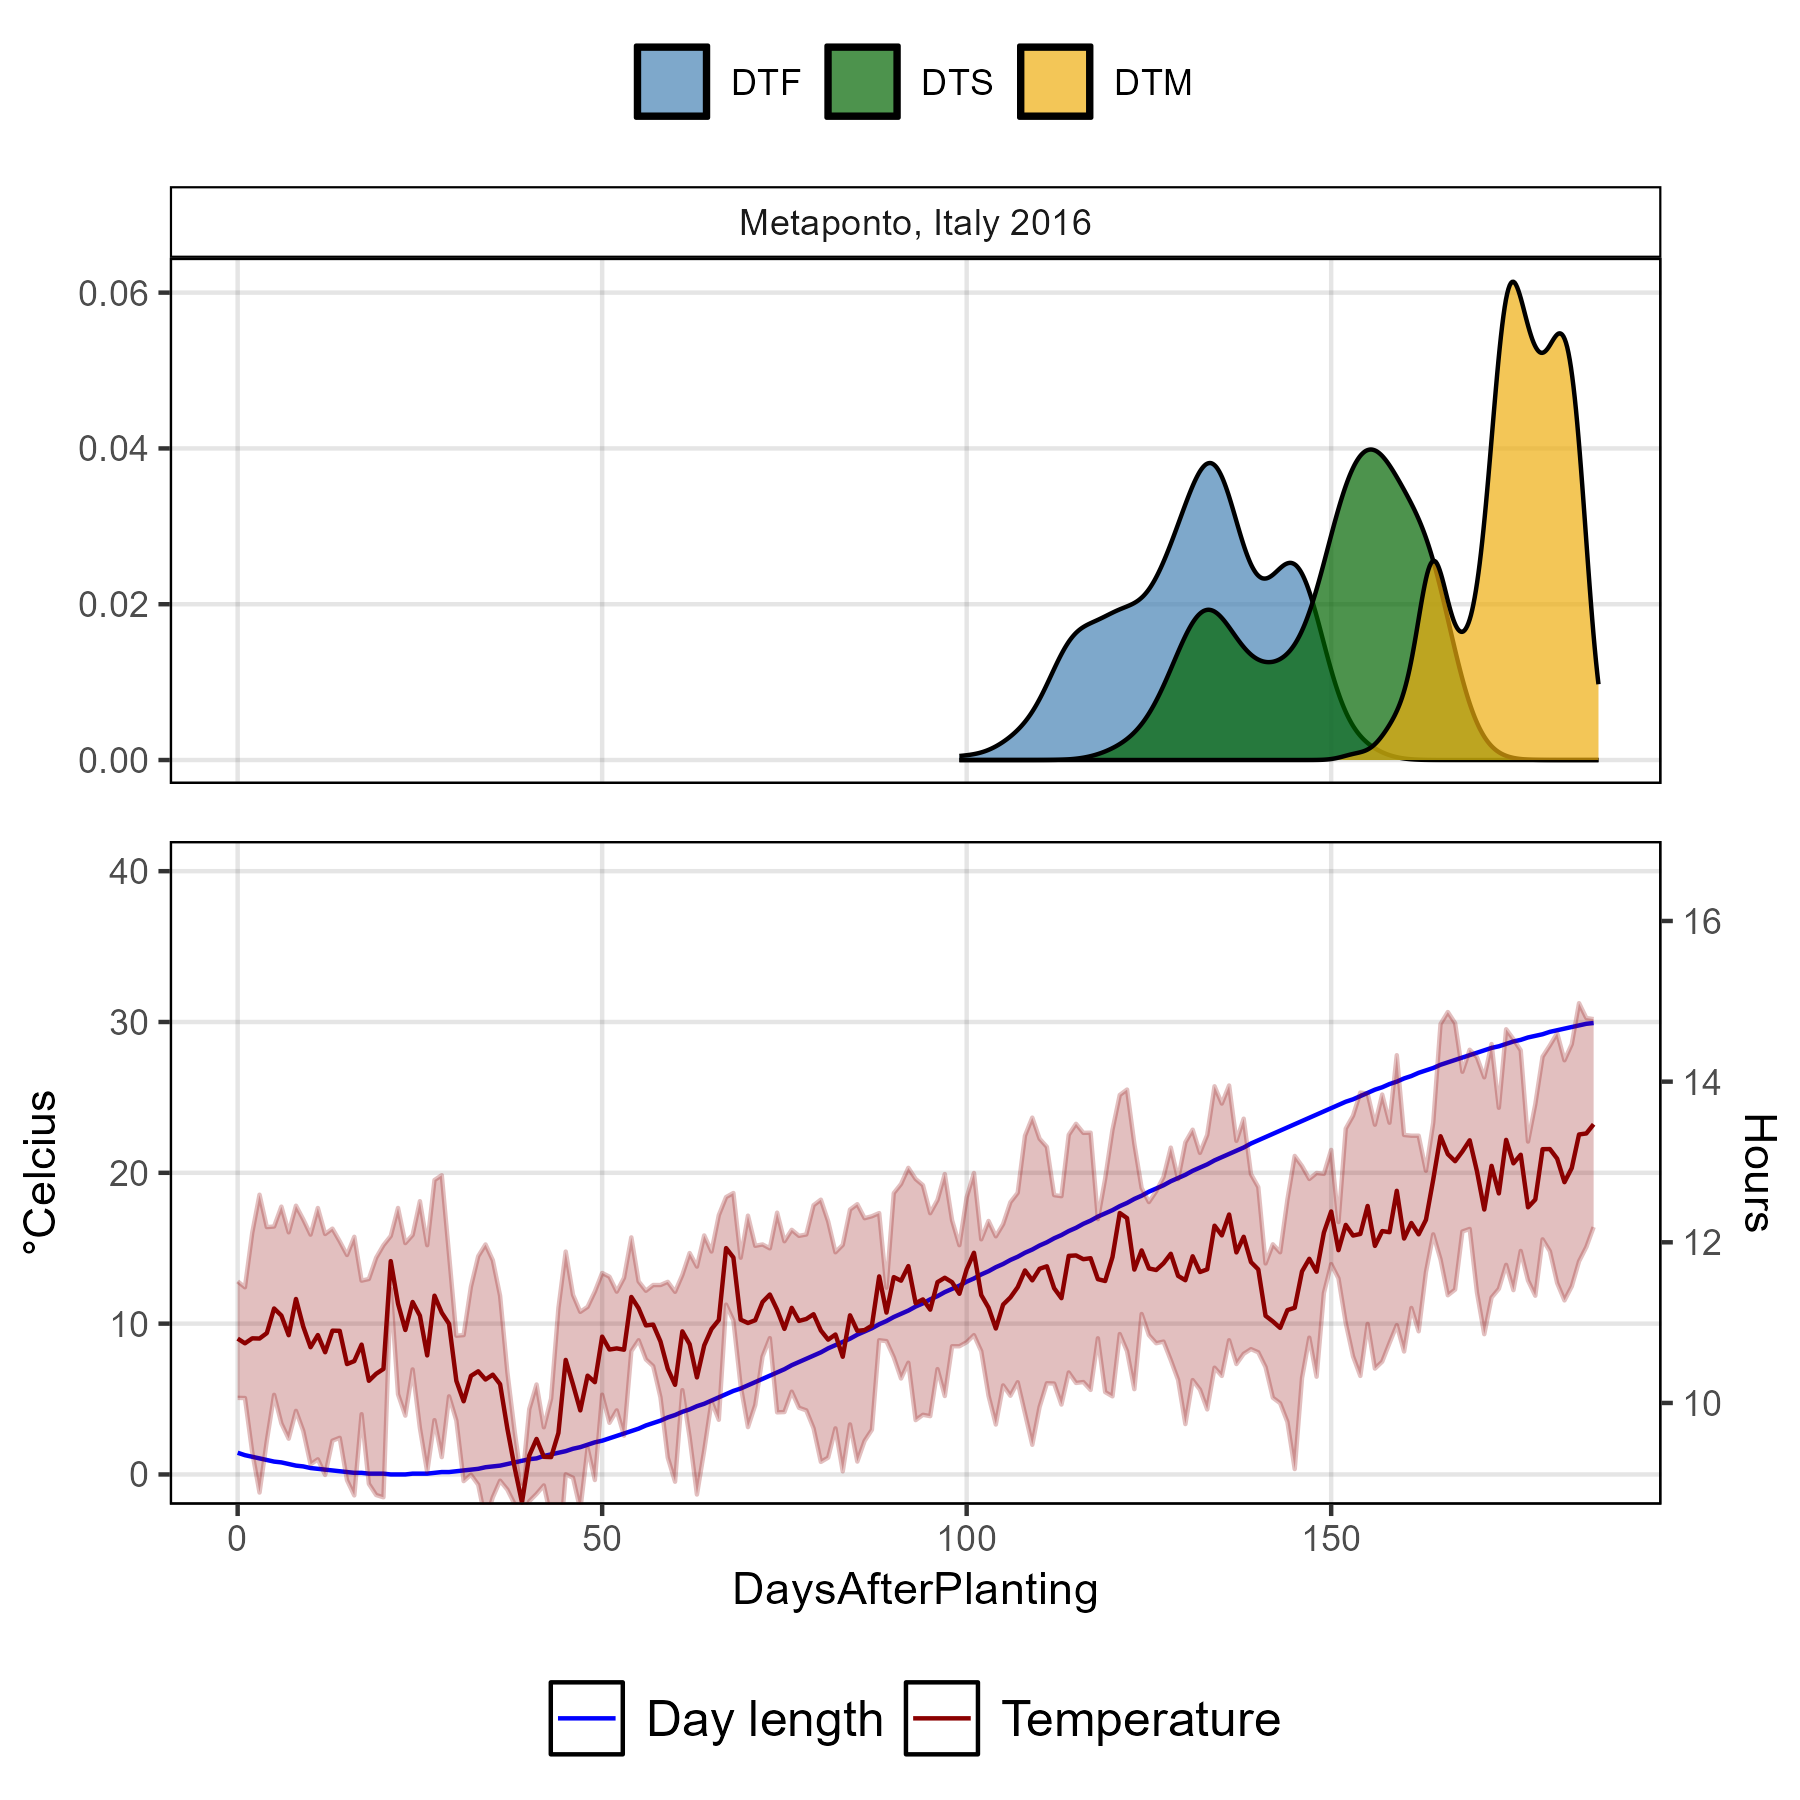 DTF DTS DTM
Metaponto, Italy 2016
0.06
0.04
0.02
0.00
40
30
20
10
0
°Celcius
16
14
12
10
Hours
0 50 100 150
DaysAfterPlanting
Day length Temperature